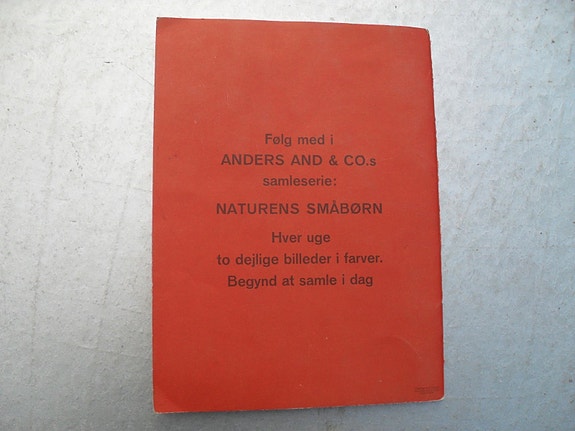 Følg med i
ANDERS AND & CO.s
samleserie:
NATURENS SMÅBØRN
Hver uge
to dejlige billeder i farver.
Begynd at samle i dag